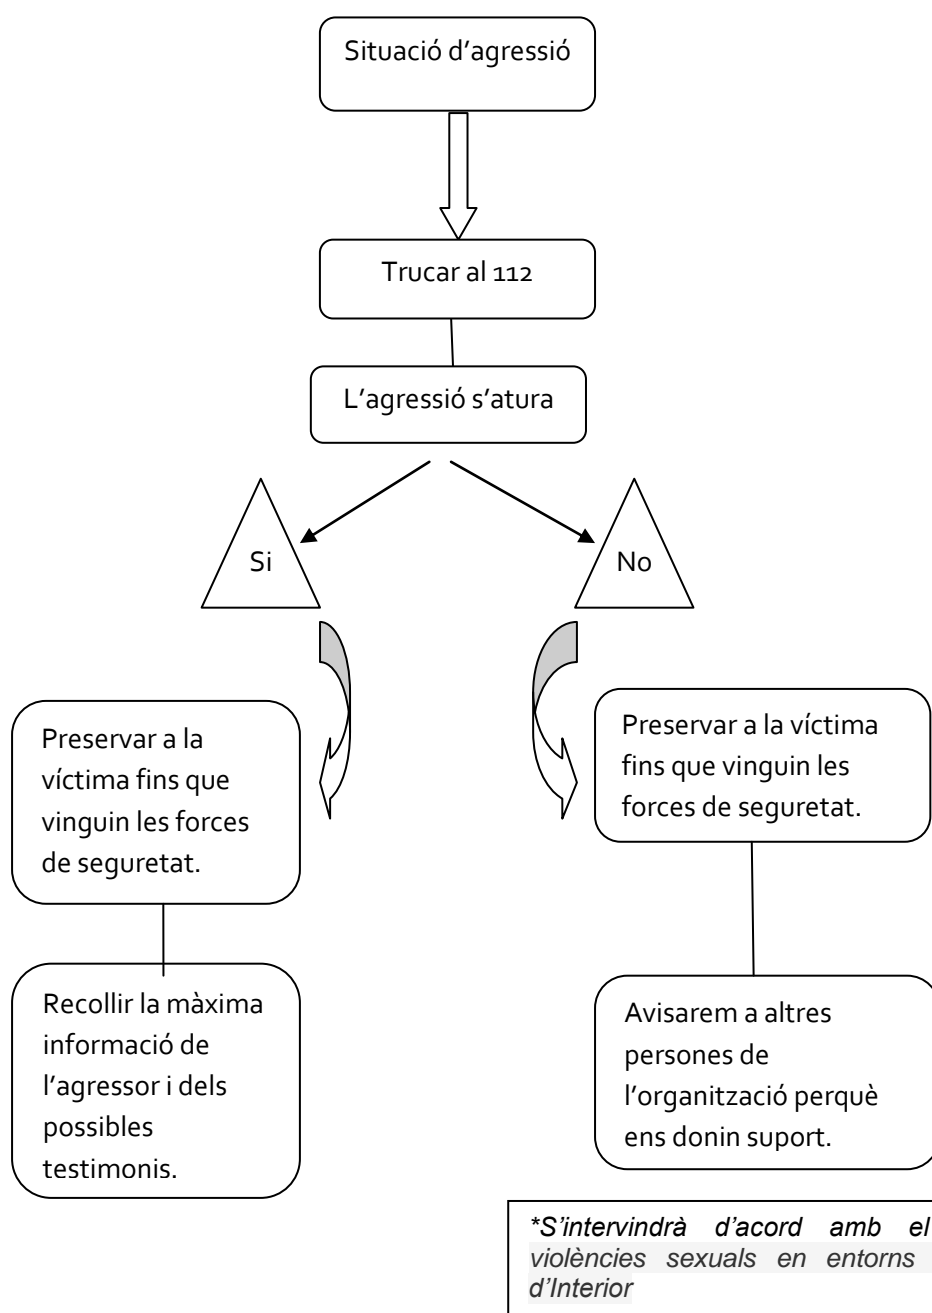 Situació d'agressió
Trucar al 112
L'agressió s'atura
Si
No
Preservar a la
víctima fins que
vinguin les forces
de seguretat.
Preservar a la víctima
fins que vinguin les
forces de seguretat.
Recollir la màxima
informació de
l'agressor i dels
possibles
testimonis.
Avisarem a altres
persones de
l'organització perquè
ens donin suport.
*S'intervindrà d'acord amb el
violències sexuals en entorns
d'Interior